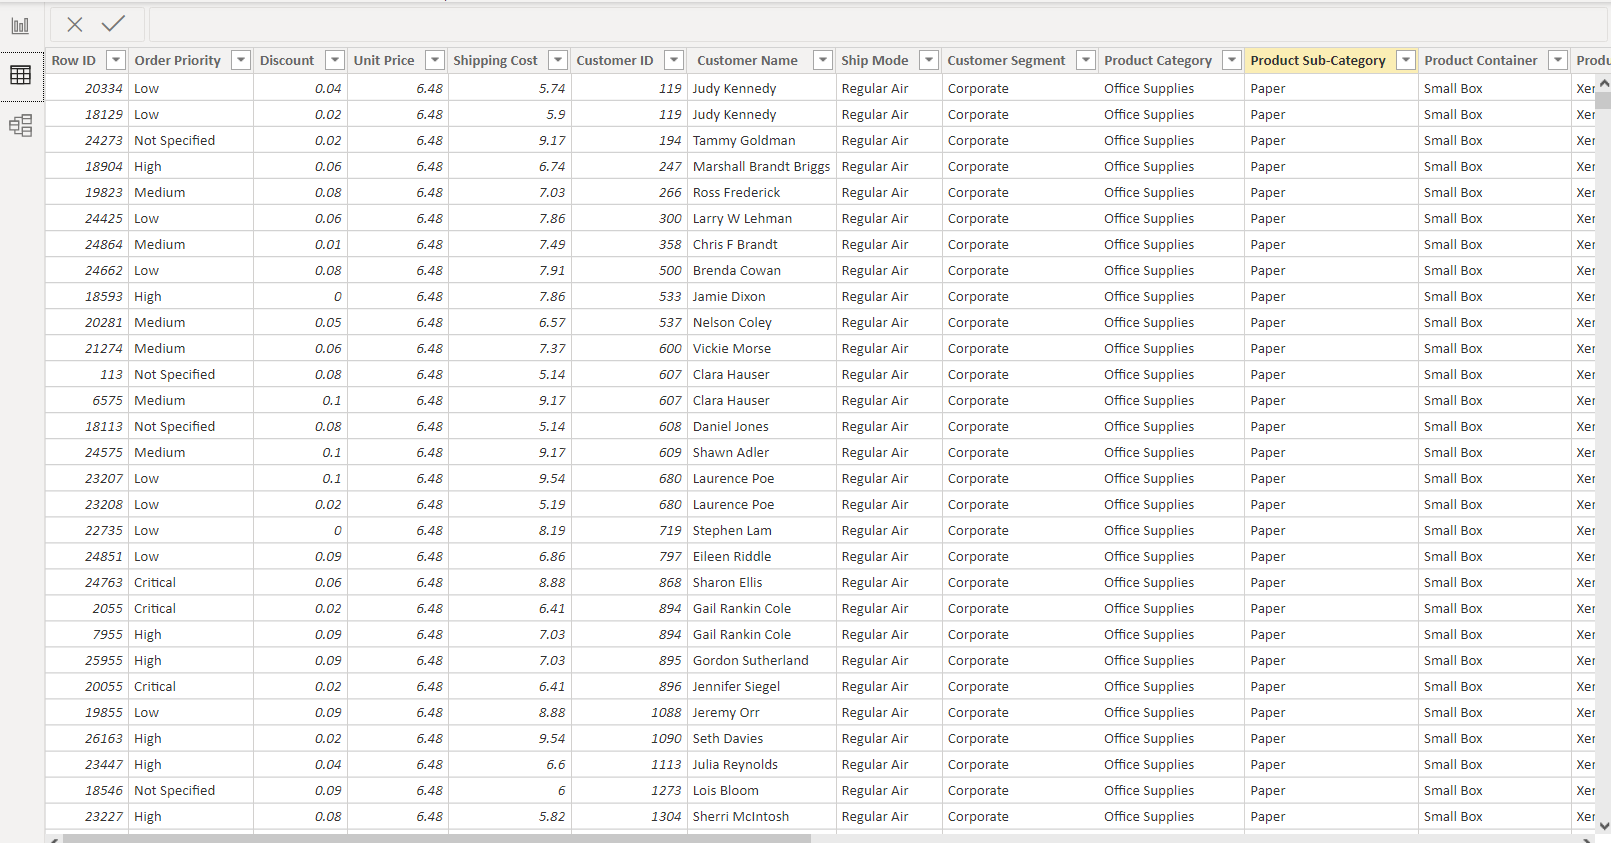 Row ID Order Priority Discount Unit Price Shipping Cost Customer ID Customer Name Ship Mode Customer Segment Product Category Product Sub-Category Product Container Produ
20334 Low 0.04 6.48 5.74 119 Judy Kennedy Regular Air Corporate Office Supplies Paper Small Box Xer
18129 Low 0.02 6.48 5.9 119 Judy Kennedy Regular Air Corporate Office Supplies Paper Small Box Xer
24273 Not Specified 0.02 6.48 9.17 194 Tammy Goldman Regular Air Corporate Office Supplies Paper Small Box Xer
18904 High 0.06 6.48 6.74 247 Marshall Brandt Briggs Regular Air Corporate Office Supplies Paper Small Box Xer
19823 Medium 0.08 6.48 7.03 266 Ross Frederick Regular Air Corporate Office Supplies Paper Small Box Xer
24425 Low 0.06 6.48 7.86 300 Larry W Lehman Regular Air Corporate Office Supplies Paper Small Box Xer
24864 Medium 0.01 6.48 7.49 358 Chris F Brandt Regular Air Corporate Office Supplies Paper Small Box Xer
24662 Low 0.08 6.48 7.91 500 Brenda Cowan Regular Air Corporate Office Supplies Paper Small Box Xer
18593 High 0 6.48 7.86 533 Jamie Dixon Regular Air Corporate Office Supplies Paper Small Box Xer
20281 Medium 0.05 6.48 6.57 537 Nelson Coley Regular Air Corporate Office Supplies Paper Small Box Xer
21274 Medium 0.06 6.48 7.37 600 Vickie Morse Regular Air Corporate Office Supplies Paper Small Box Xer
113 Not Specified 0.08 6.48 5.14 607 Clara Hauser Regular Air Corporate Office Supplies Paper Small Box Xer
6575 Medium 0.1 6.48 9.17 607 Clara Hauser Regular Air Corporate Office Supplies Paper Small Box Xer
18113 Not Specified 0.08 6.48 5.14 608 Daniel Jones Regular Air Corporate Office Supplies Paper Small Box Xer
24575 Medium 0.1 6.48 9.17 609 Shawn Adler Regular Air Corporate Office Supplies Paper Small Box Xer
23207 Low 0.1 6.48 9.54 680 Laurence Poe Regular Air Corporate Office Supplies Paper Small Box Xer
23208 Low 0.02 6.48 5.19 680 Laurence Poe Regular Air Corporate Office Supplies Paper Small Box Xer
22735 Low 0 6.48 8.19 719 Stephen Lam Regular Air Corporate Office Supplies Paper Small Box Xer
24851 Low 0.09 6.48 6.86 797 Eileen Riddle Regular Air Corporate Office Supplies Paper Small Box Xer
24763 Critical 0.06 6.48 8.88 868 Sharon Ellis Regular Air Corporate Office Supplies Paper Small Box Xer
2055 Critical 0.02 6.48 6.41 894 Gail Rankin Cole Regular Air Corporate Office Supplies Paper Small Box Xer
7955 High 0.09 6.48 7.03 894 Gail Rankin Cole Regular Air Corporate Office Supplies Paper Small Box Xer
25955 High 0.09 6.48 7.03 895 Gordon Sutherland Regular Air Corporate Office Supplies Paper Small Box Xer
20055 Critical 0.02 6.48 6.41 896 Jennifer Siegel Regular Air Corporate Office Supplies Paper Small Box Xer
19855 Low 0.09 6.48 8.88 1088 Jeremy Orr Regular Air Corporate Office Supplies Paper Small Box Xer
26163 High 0.02 6.48 9.54 1090 Seth Davies Regular Air Corporate Office Supplies Paper Small Box Xer
23447 High 0.04 6.48 6.6 1113 Julia Reynolds Regular Air Corporate Office Supplies Paper Small Box Xer
18546 Not Specified 0.09 6.48 6 1273 Lois Bloom Regular Air Corporate Office Supplies Paper Small Box Xer
23227 High 0.08 6.48 5.82 1304 Sherri McIntosh Regular Air Corporate Office Supplies Paper Small Box Xer